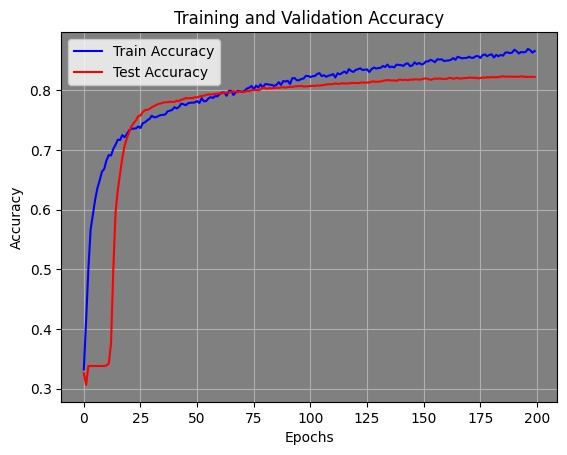 Training and Validation Accuracy
Train Accuracy
Test Accuracy
Accuracy
0.8
0.7
0.6
0.5
0.4
0.3
0 25 50 75 100 125 150 175 200
Epochs